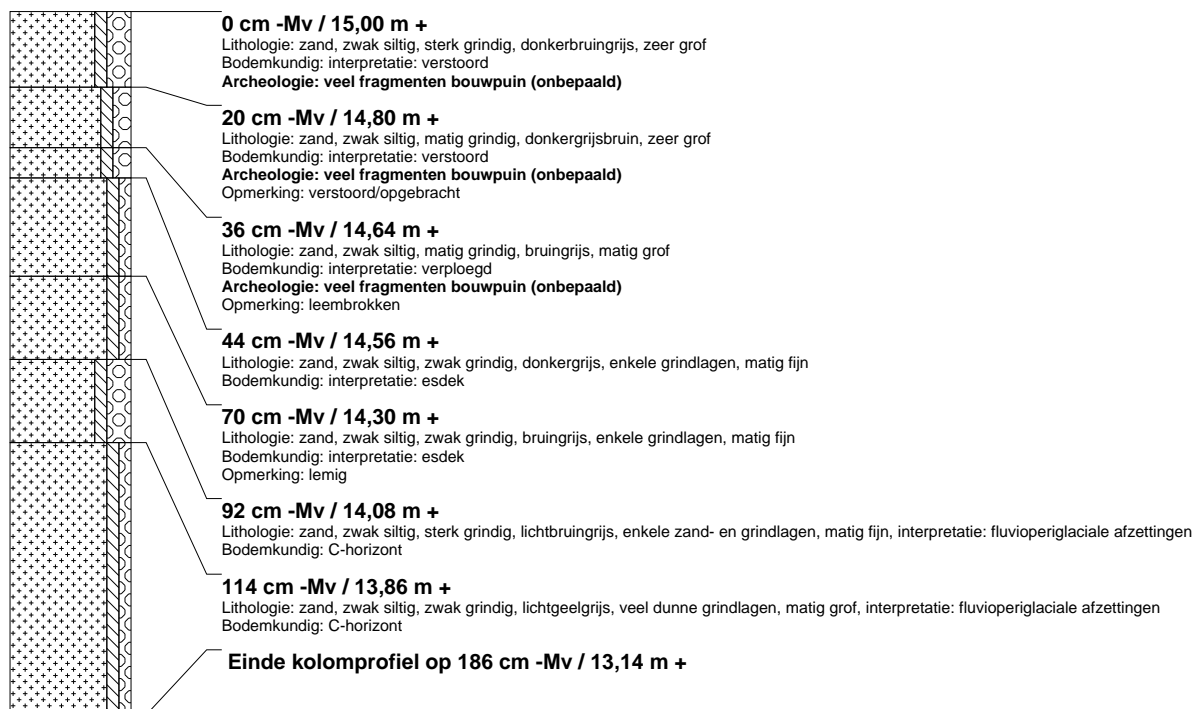 0 cm -Mv / 15,00 m +
Lithologie: zand, zwak siltig, sterk grindig, donkerbruingrijs, zeer grof
Bodemkundig: interpretatie: verstoord
Archeologie: veel fragmenten bouwpuin (onbepaald)
20 cm -Mv / 14,80 m +
Lithologie: zand, zwak siltig, matig grindig, donkergrijsbruin, zeer grof
Bodemkundig: interpretatie: verstoord
Archeologie: veel fragmenten bouwpuin (onbepaald)
Opmerking: verstoord/opgebracht
36 cm -Mv / 14,64 m +
Lithologie: zand, zwak siltig, matig grindig, bruingrijs, matig grof
Bodemkundig: interpretatie: verploegd
Archeologie: veel fragmenten bouwpuin (onbepaald)
Opmerking: leembrokken
44 cm -Mv / 14,56 m +
Lithologie: zand, zwak siltig, zwak grindig, donkergrijs, enkele grindlagen, matig fijn
Bodemkundig: interpretatie: esdek
70 cm -Mv / 14,30 m +
Lithologie: zand, zwak siltig, zwak grindig, bruingrijs, enkele grindlagen, matig fijn
Bodemkundig: interpretatie: esdek
Opmerking: lemig
92 cm -Mv / 14,08 m +
Lithologie: zand, zwak siltig, sterk grindig, lichtbruingrijs, enkele zand- en grindlagen, matig fijn, interpretatie: fluvioperiglaciale afzettingen
Bodemkundig: C-horizont
114 cm -Mv / 13,86 m +
Lithologie: zand, zwak siltig, zwak grindig, lichtgeelgrijs, veel dunne grindlagen, matig grof, interpretatie: fluvioperiglaciale afzettingen
Bodemkundig: C-horizont
Einde kolomprofiel op 186 cm -Mv / 13,14 m +